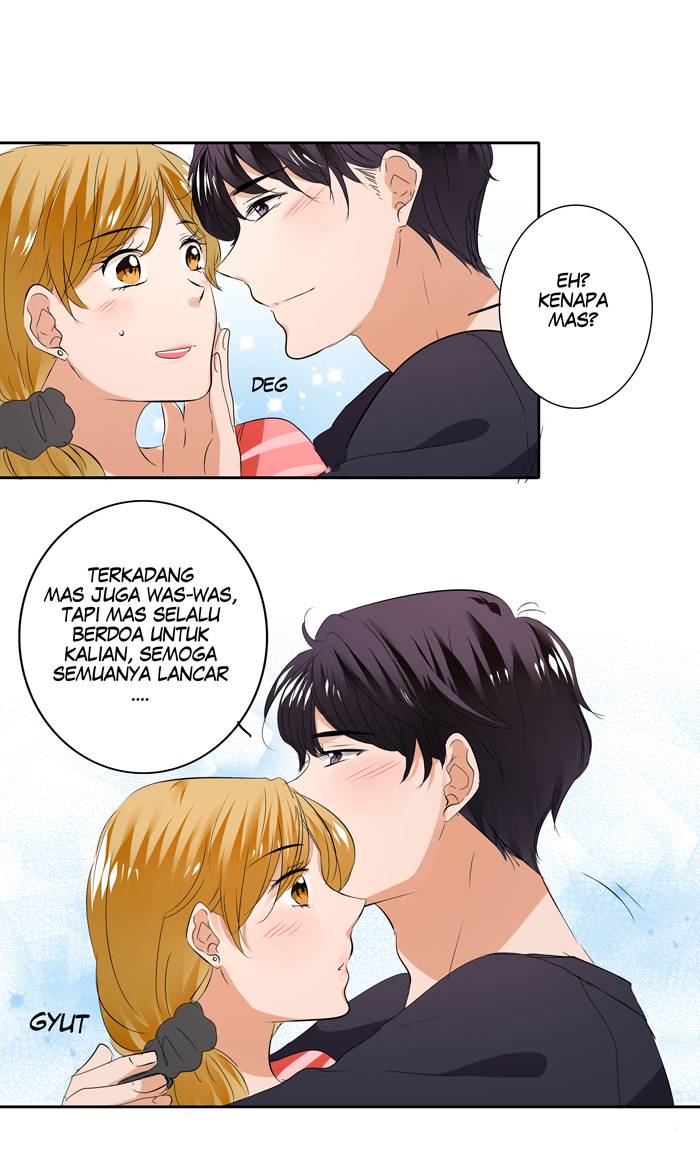 EH?
KENAPA
MAS?
DEG
TERKADANG
MAS JUGA WAS-WAS,
TAPI MAS SELALU
BERDOA UNTUK
KALIAN, SEMOGA
SEMUANYA LANCAR
....
GYUT